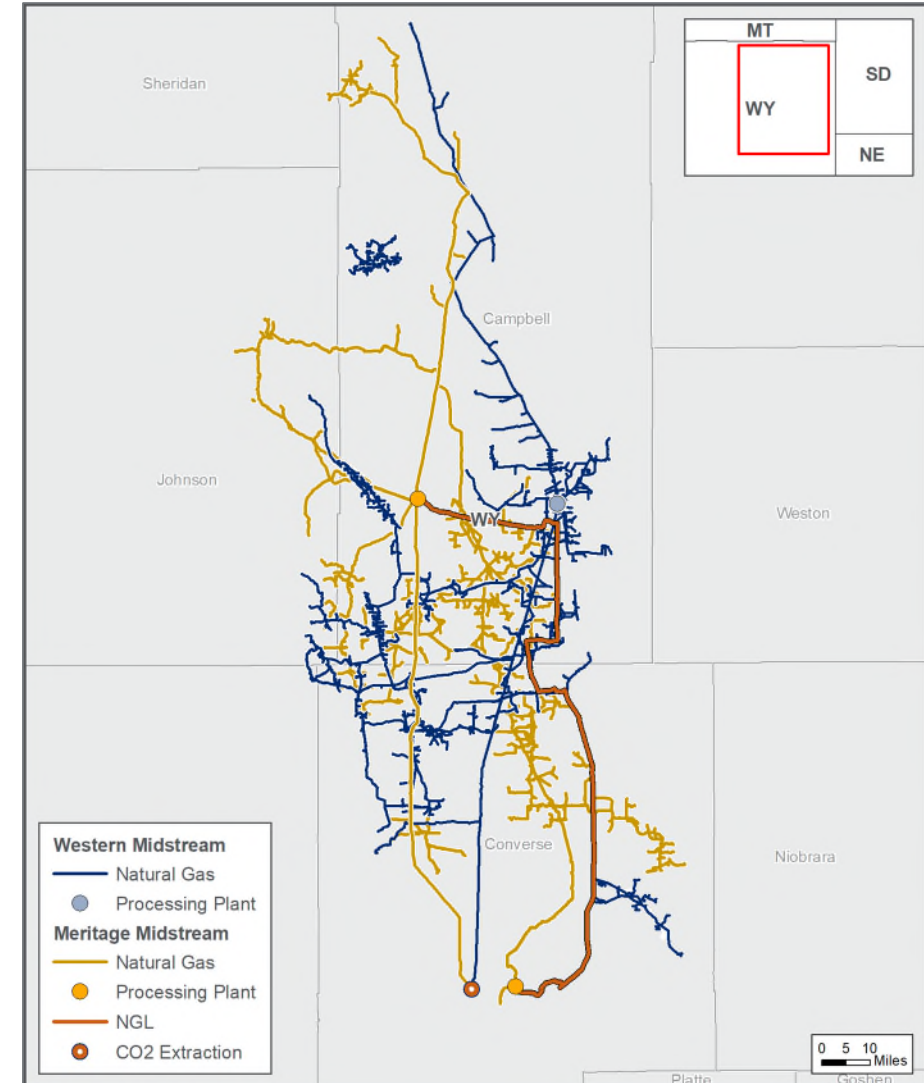 MT
SD
WY
NE
Sheridan
Campbell
Johnson
Weston
WY
Converse
Niobrara
Western Midstream
Natural Gas
Processing Plant
Meritage Midstream
Natural Gas
Processing Plant
NGL
CO2 Extraction
0 5 10
Miles
Platte
Goshen